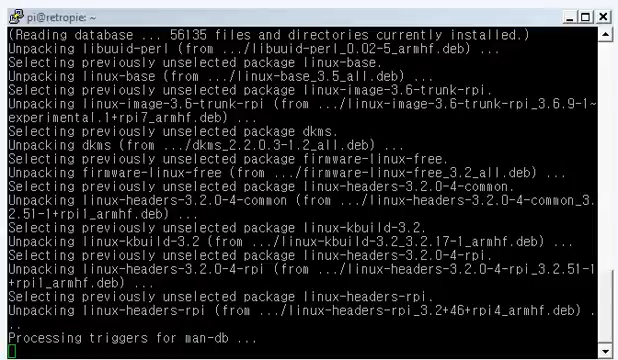 pi@retropie: ~
(Reading database ... 56135 files and directories currently installed.)
Unpacking libuuid-perl (from .../libuuid-perl_0.02-5_armhf.deb) ...
Selecting previously unselected package linux-base.
Unpacking linux-base (from .../linux-base_3.5_all.deb) ...
Selecting previously unselected package linux-image-3.6-trunk-rpi.
Unpacking linux-image-3.6-trunk-rpi (from .../linux-image-3.6-trunk-rpi_3.6.9-1~
experimental.1+rpi7_armhf.deb) ...
Selecting previously unselected package dkms.
Unpacking dkms (from .../dkms_2.2.0.3-1.2_all.deb) ...
Selecting previously unselected package firmware-linux-free.
Unpacking firmware-linux-free (from .../firmware-linux-free_3.2_all.deb) ...
Selecting previously unselected package linux-headers-3.2.0-4-common.
Unpacking linux-headers-3.2.0-4-common (from .../linux-headers-3.2.0-4-common_3.
2.51-1+rpi1_armhf.deb) ...
Selecting previously unselected package linux-kbuild-3.2.
Unpacking linux-kbuild-3.2 (from .../linux-kbuild-3.2_3.2.17-1_armhf.deb) ...
Selecting previously unselected package linux-headers-3.2.0-4-rpi.
Unpacking linux-headers-3.2.0-4-rpi (from .../linux-headers-3.2.0-4-rpi_3.2.51-1
+rpi1_armhf.deb) ...
Selecting previously unselected package linux-headers-rpi.
Unpacking linux-headers-rpi (from .../linux-headers-rpi_3.2+46+rpi4_armhf.deb) .
..
Processing triggers for man-db ...